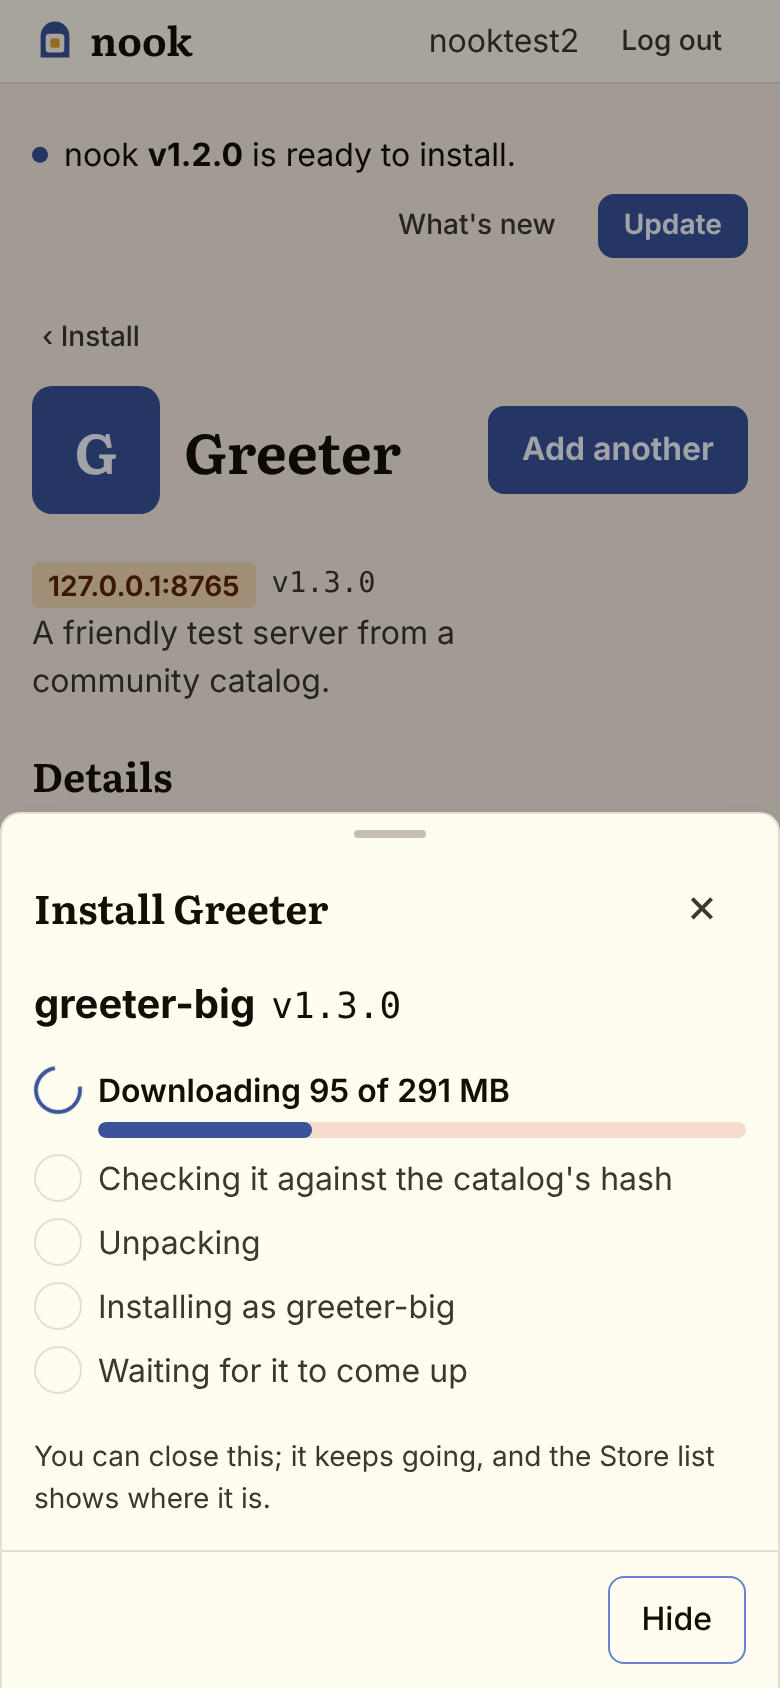 nook
nooktest2
Log out
nook v1.2.0 is ready to install.
What's new
Update
‹ Install
G
Greeter
Add another
127.0.0.1:8765 v1.3.0
A friendly test server from a
community catalog.
Details
Install Greeter
✕
greeter-big v1.3.0
Downloading 95 of 291 MB
Checking it against the catalog's hash
Unpacking
Installing as greeter-big
Waiting for it to come up
You can close this; it keeps going, and the Store list
shows where it is.
Hide